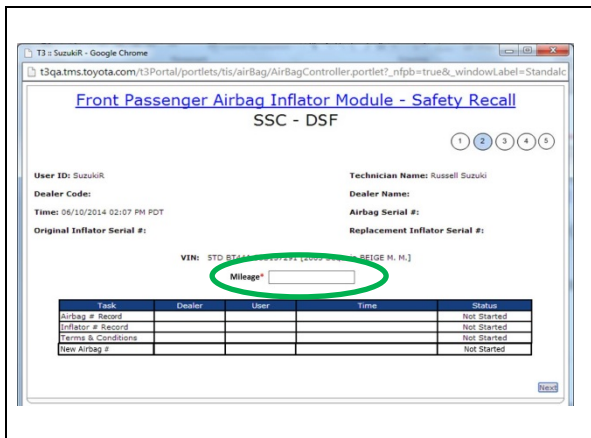 T3 :: SuzukiR - Google Chrome
t3qa.tms.toyota.com/t3Portal/portlets/tis/airBag/AirBagController.portlet?_nfpb=true&_windowLabel=Standalc
Front Passenger Airbag Inflator Module - Safety Recall
SSC - DSF
1 2 3 4 5
User ID: SuzukiR Technician Name: Russell Suzuki
Dealer Code: Dealer Name:
Time: 06/10/2014 02:07 PM PDT Airbag Serial #:
Original Inflator Serial #: Replacement Inflator Serial #:
VIN: STD BEIGE M. M.]
Mileage*
Task Dealer User Time Status
Airbag # Record Not Started
Inflator # Record Not Started
Terms & Conditions Not Started
New Airbag # Not Started
Next